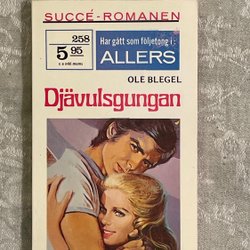 SUCCÉ-ROMANEN
258
5 95
Har gått som följetong i:
ALLERS
OLE BLEGEL
Djävulsgungan